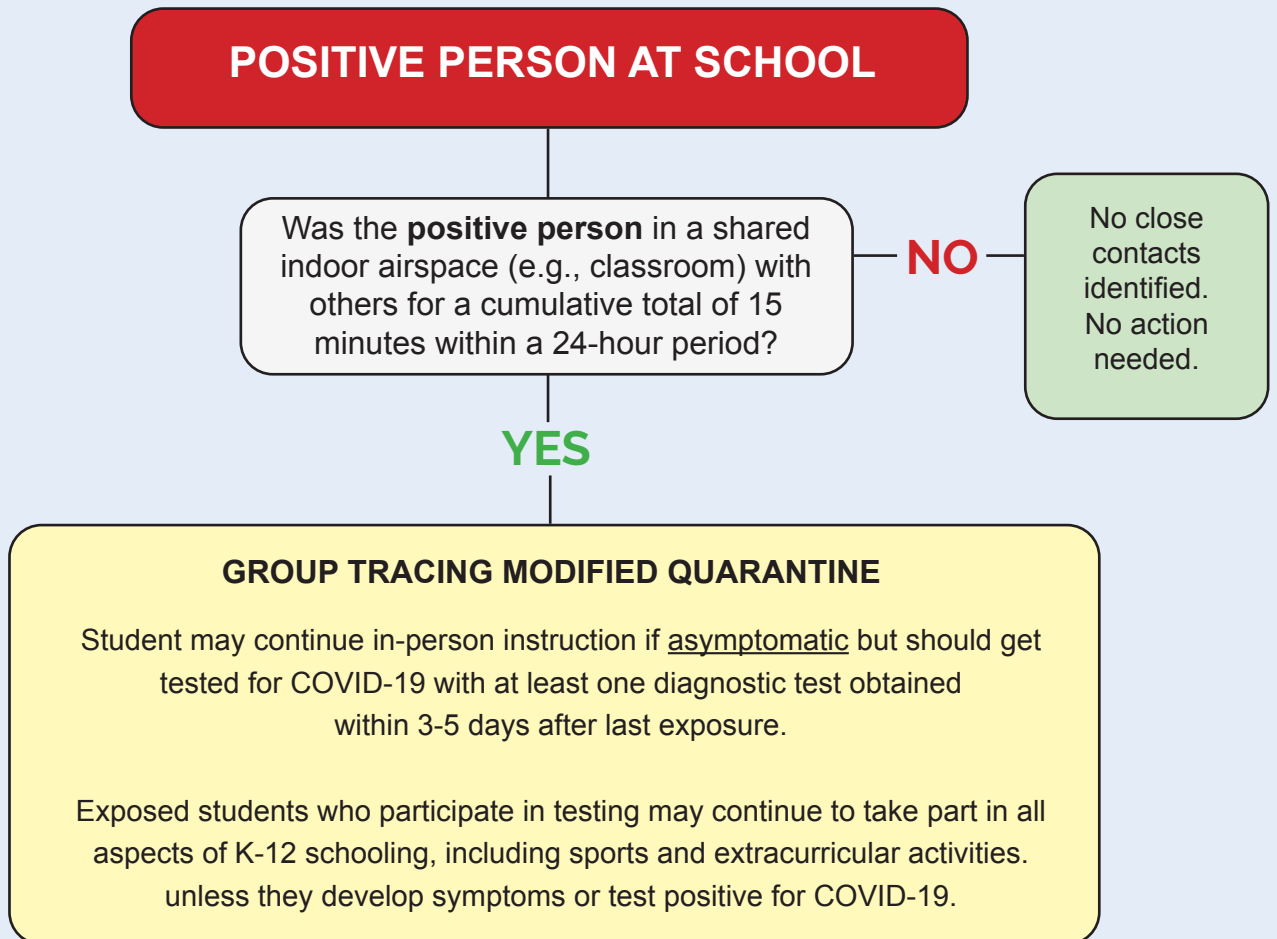 POSITIVE PERSON AT SCHOOL
Was the positive person in a shared
indoor airspace (e.g., classroom) with
others for a cumulative total of 15
minutes within a 24-hour period?
NO
No close
contacts
identified.
No action
needed.
YES
GROUP TRACING MODIFIED QUARANTINE
Student may continue in-person instruction if asymptomatic but should get
tested for COVID-19 with at least one diagnostic test obtained
within 3-5 days after last exposure.
Exposed students who participate in testing may continue to take part in all
aspects of K-12 schooling, including sports and extracurricular activities.
unless they develop symptoms or test positive for COVID-19.